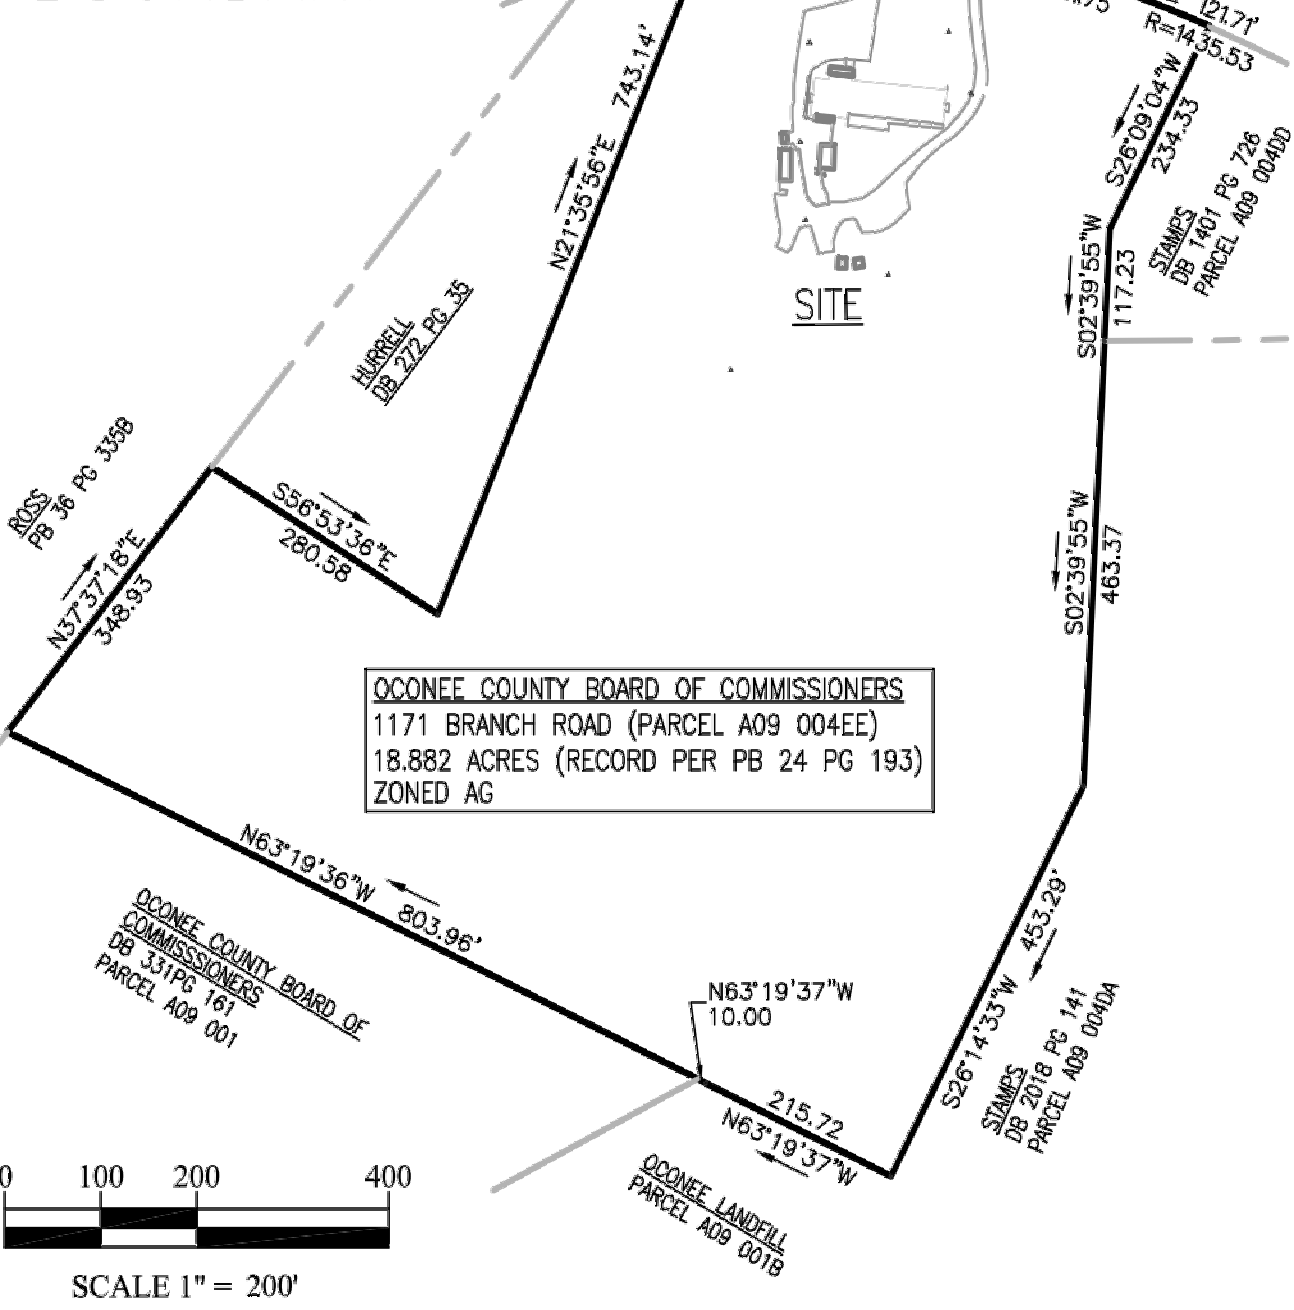 121.71'
R=1435.53
743.14'
N21°35'56"E
S26°09'04"W
234.33
STAMPS
DB 1401 PG 726
PARCEL A09 004DD
S02°39'55"W
117.23
SITE
HURRELL
DB 272 PG 35
ROSS
PB 36 PG 335B
S56°53'36"E
280.58
N37°37'18"E
348.93
S02°39'55"W
463.37
OCONEE COUNTY BOARD OF COMMISSIONERS
1171 BRANCH ROAD (PARCEL A09 004EE)
18.882 ACRES (RECORD PER PB 24 PG 193)
ZONED AG
N63°19'36"W
803.96'
OCONEE COUNTY BOARD OF
COMMISSSIONERS
DB 331PG 161
PARCEL A09 001
453.29'
S26°14'33"W
STAMPS
DB 2018 PG 141
PARCEL A09 004DA
N63°19'37"W
10.00
215.72
N63°19'37"W
OCONEE LANDFILL
PARCEL A09 001B
0 100 200 400
SCALE 1" = 200'